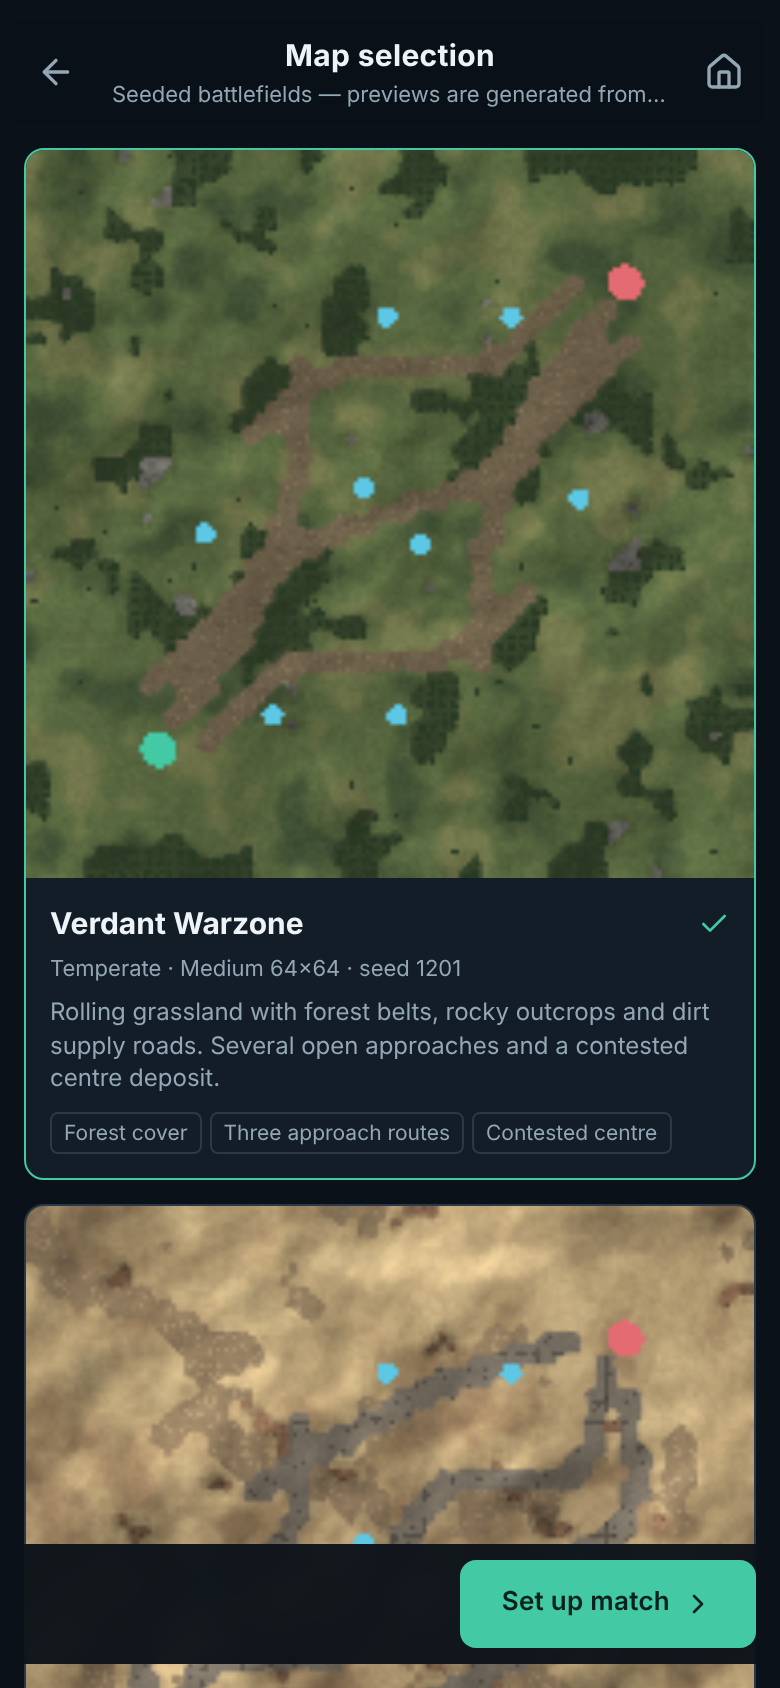 Map selection
Seeded battlefields — previews are generated from...
Verdant Warzone
Temperate · Medium 64×64 · seed 1201
Rolling grassland with forest belts, rocky outcrops and dirt
supply roads. Several open approaches and a contested
centre deposit.
Forest cover
Three approach routes
Contested centre
Set up match